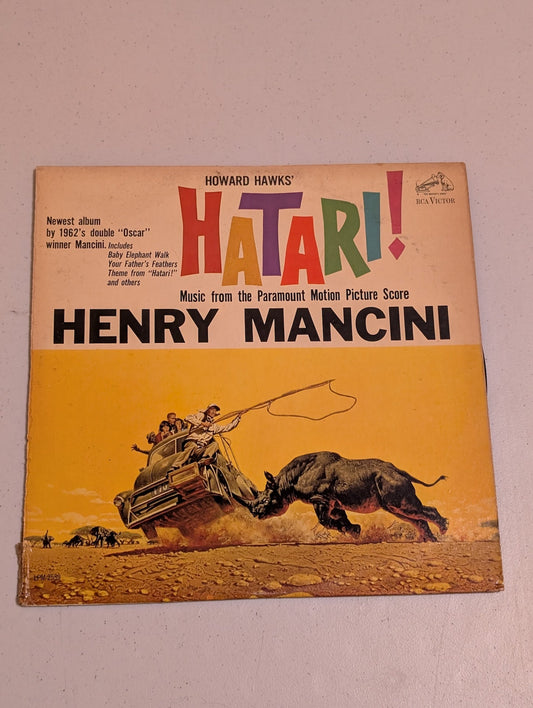 HOWARD HAWKS'
HATARI!
RCA VICTOR
Newest album
by 1962's double "Oscar"
winner Mancini. Includes
Baby Elephant Walk
Your Father's Feathers
Theme from "Hatari!"
and others
Music from the Paramount Motion Picture Score
HENRY MANCINI